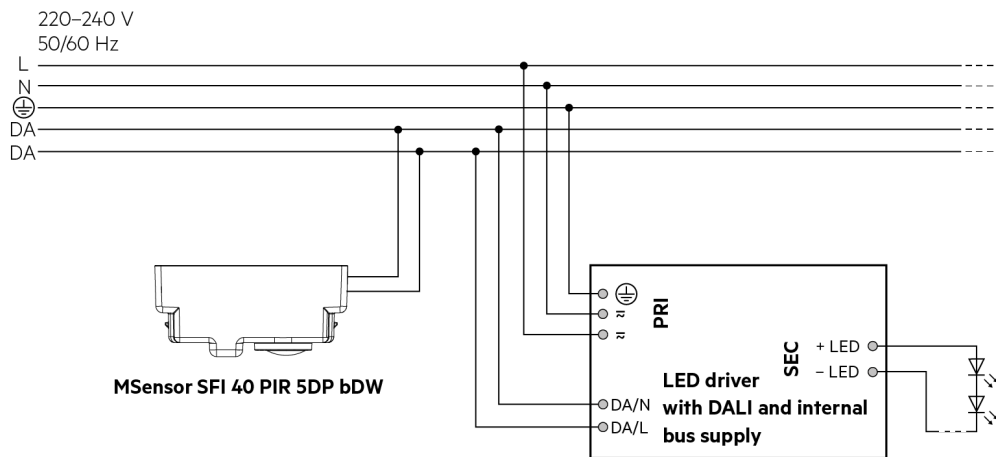 220–240 V
50/60 Hz
L
N
DA
DA
MSensor SFI 40 PIR 5DP bDW
PRI
SEC
+ LED
– LED
LED driver
with DALI and internal
bus supply
DA/N
DA/L